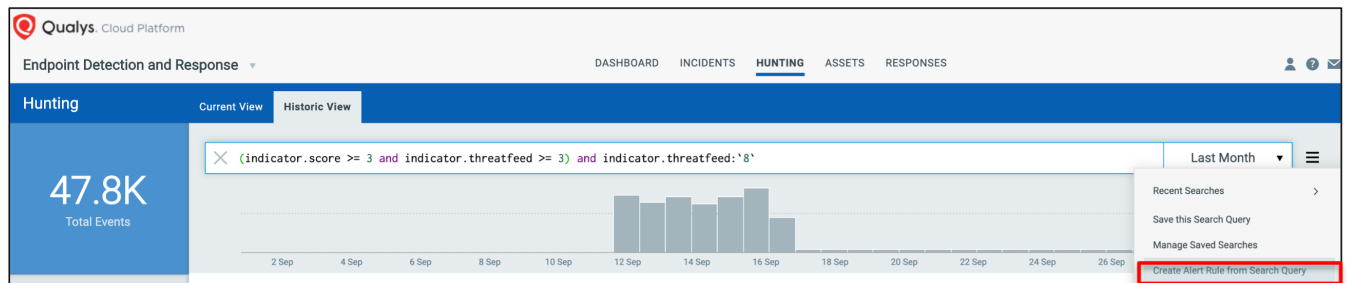 Qualys. Cloud Platform
Endpoint Detection and Response
DASHBOARD INCIDENTS HUNTING ASSETS RESPONSES
Hunting
Current View Historic View
(indicator.score >= 3 and indicator.threatfeed >= 3) and indicator.threatfeed:`8`
Last Month
47.8K
Total Events
Recent Searches
Save this Search Query
Manage Saved Searches
Create Alert Rule from Search Query
2 Sep 4 Sep 6 Sep 8 Sep 10 Sep 12 Sep 14 Sep 16 Sep 18 Sep 20 Sep 22 Sep 24 Sep 26 Sep